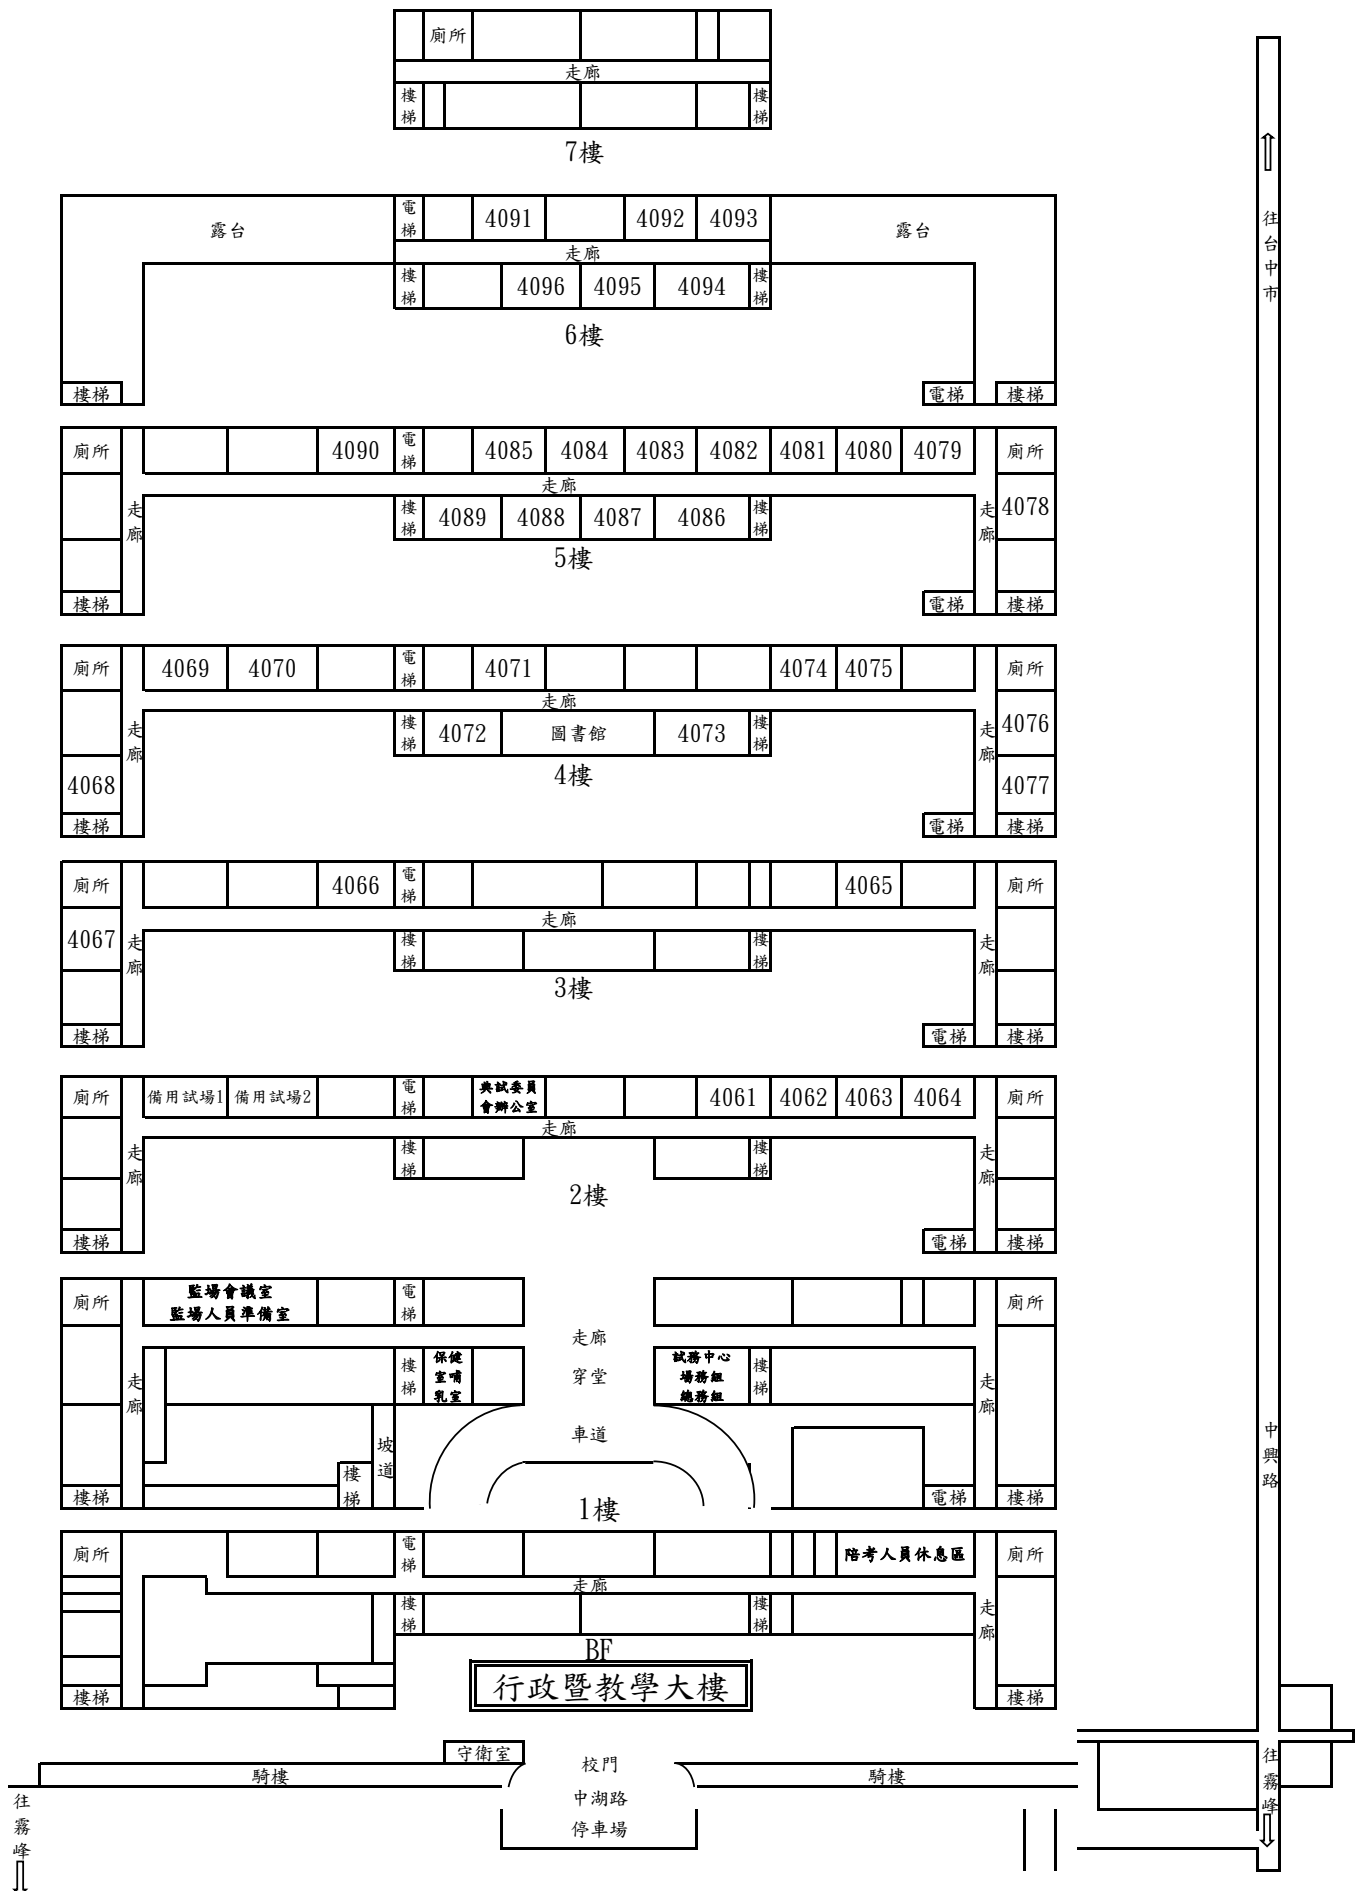 廁所
走廊
樓梯
樓梯
7樓
露台
電梯
4091
4092
4093
露台
走廊
樓梯
4096
4095
4094
樓梯
6樓
樓梯
電梯
樓梯
廁所
4090
電梯
4085
4084
4083
4082
4081
4080
4079
廁所
走廊
走廊
樓梯
4089
4088
4087
4086
樓梯
走廊
4078
5樓
樓梯
電梯
樓梯
廁所
4069
4070
電梯
4071
4074
4075
廁所
走廊
走廊
樓梯
4072
圖書館
4073
樓梯
走廊
4076
4068
4樓
4077
樓梯
電梯
樓梯
廁所
4066
電梯
4065
廁所
走廊
4067
走廊
樓梯
樓梯
走廊
3樓
樓梯
電梯
樓梯
廁所
備用試場1
備用試場2
電梯
典試委員
會辦公室
4061
4062
4063
4064
廁所
走廊
走廊
樓梯
樓梯
走廊
2樓
樓梯
電梯
樓梯
廁所
監場會議室
監場人員準備室
電梯
廁所
走廊
穿堂
走廊
樓梯
保健
室哺
乳室
試務中心
場務組
總務組
樓梯
走廊
車道
坡道
樓梯
樓梯
1樓
電梯
樓梯
廁所
電梯
陪考人員休息區
廁所
走廊
樓梯
樓梯
走廊
BF
樓梯
行政暨教學大樓
樓梯
守衛室
騎樓
校門
騎樓
中湖路
停車場
往霧峰
往台中市
中興路
往霧峰